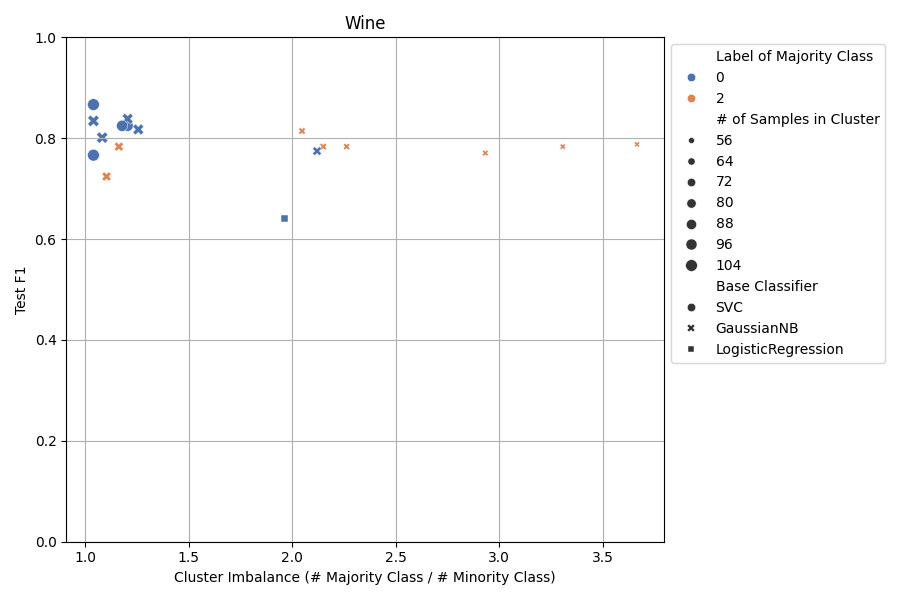 Wine
1.0
0.8
0.6
0.4
0.2
0.0
Test F1
1.0
1.5
2.0
2.5
3.0
3.5
Cluster Imbalance (# Majority Class / # Minority Class)
Label of Majority Class
0
2
# of Samples in Cluster
56
64
72
80
88
96
104
Base Classifier
SVC
GaussianNB
LogisticRegression